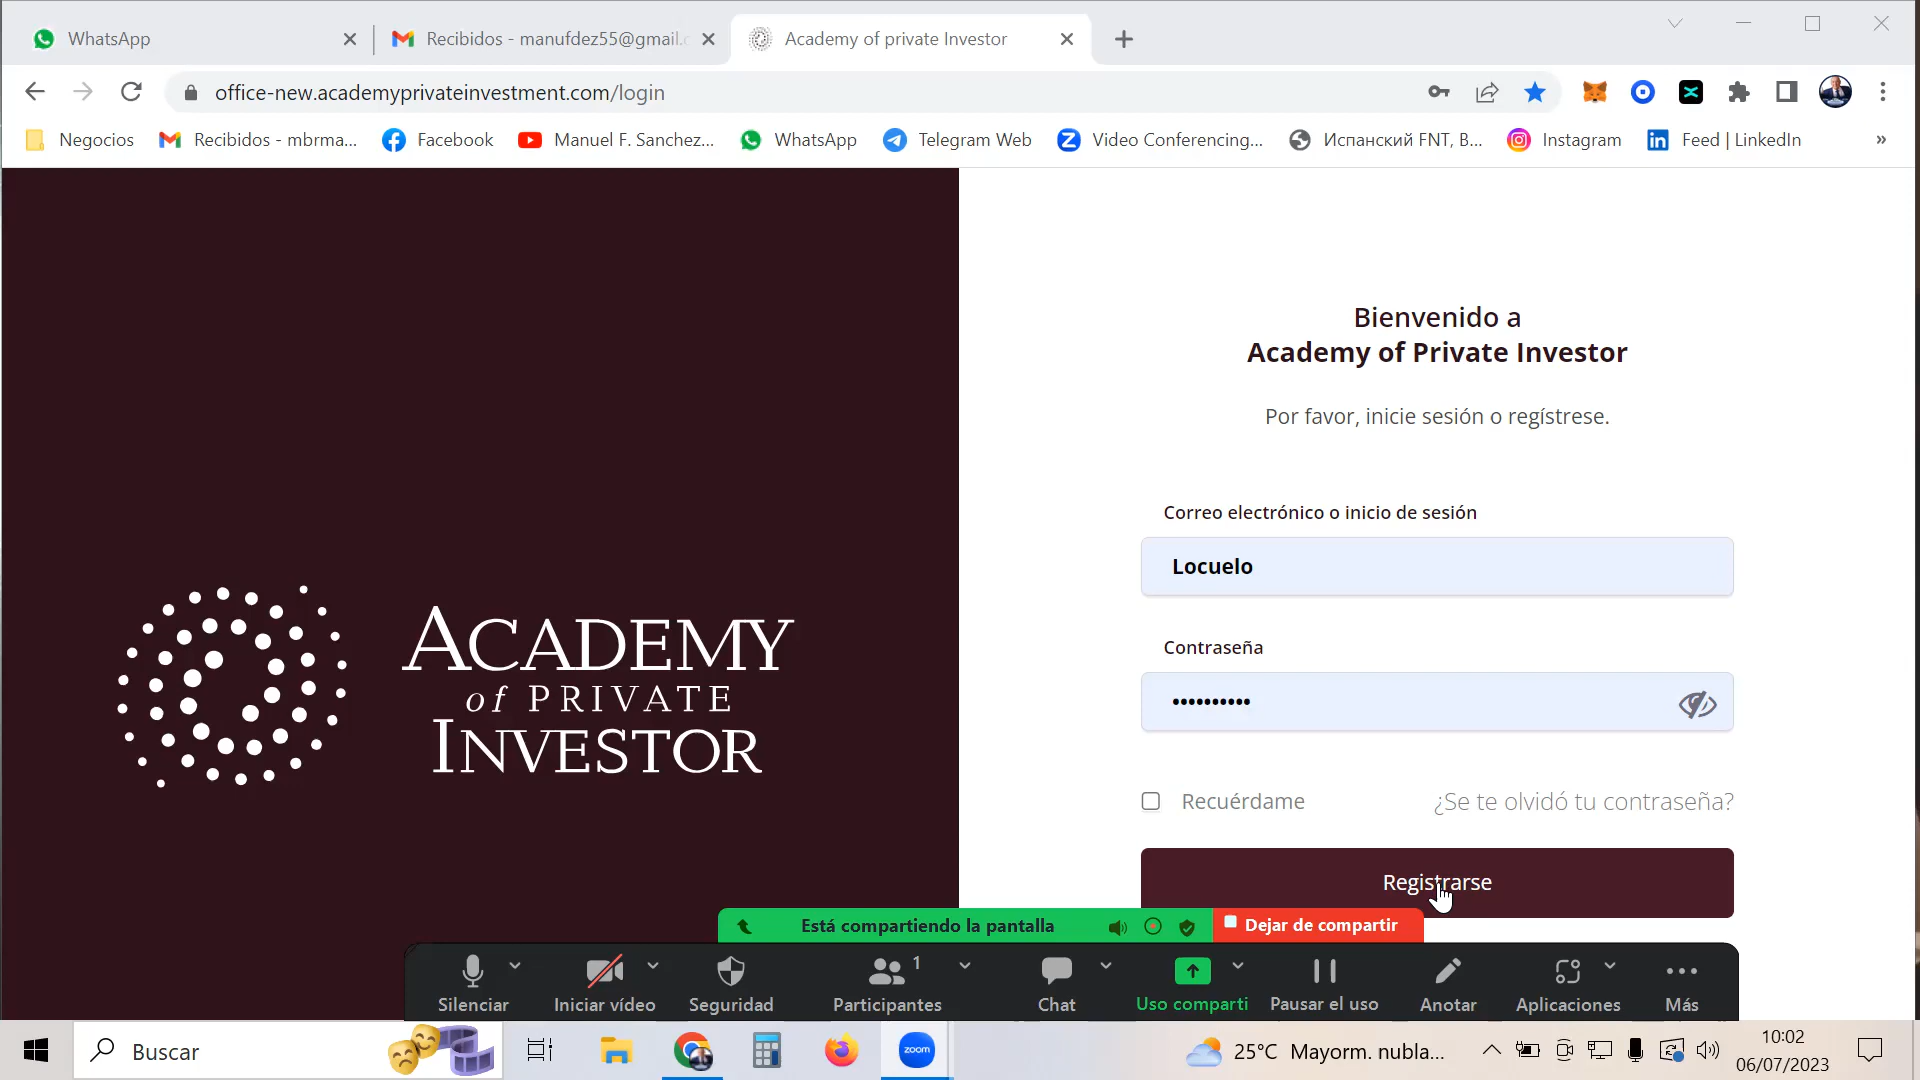 WhatsApp
Recibidos - manufdez55@gmail.c
Academy of private Investor
office-new.academyprivateinvestment.com/login
Negocios
Recibidos - mbrma...
Facebook
Manuel F. Sanchez...
WhatsApp
Telegram Web
Video Conferencing...
Испанский FNT, B...
Instagram
Feed | LinkedIn
»
ACADEMY
of PRIVATE
INVESTOR
Bienvenido a
Academy of Private Investor
Por favor, inicie sesión o regístrese.
Correo electrónico o inicio de sesión
Locuelo
Contraseña
••••••••••
Recuérdame
¿Se te olvidó tu contraseña?
Registrarse
Está compartiendo la pantalla
Dejar de compartir
Silenciar
Iniciar vídeo
Seguridad
1
Participantes
Chat
Uso comparti
Pausar el uso
Anotar
Aplicaciones
Más
Buscar
zoom
25°C Mayorm. nubla...
10:02
06/07/2023